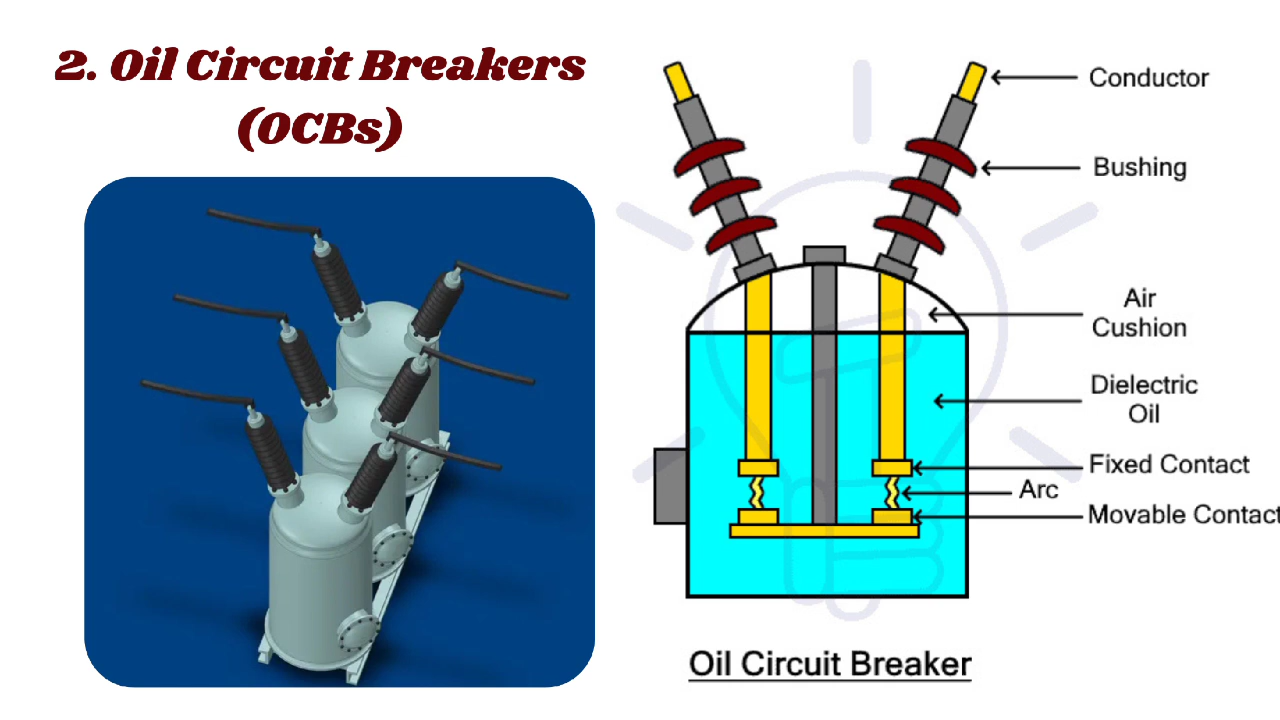 2. Oil Circuit Breakers
(OCBs)
Conductor
Bushing
Air
Cushion
Dielectric
Oil
Fixed Contact
Arc
Movable Contact
Oil Circuit Breaker